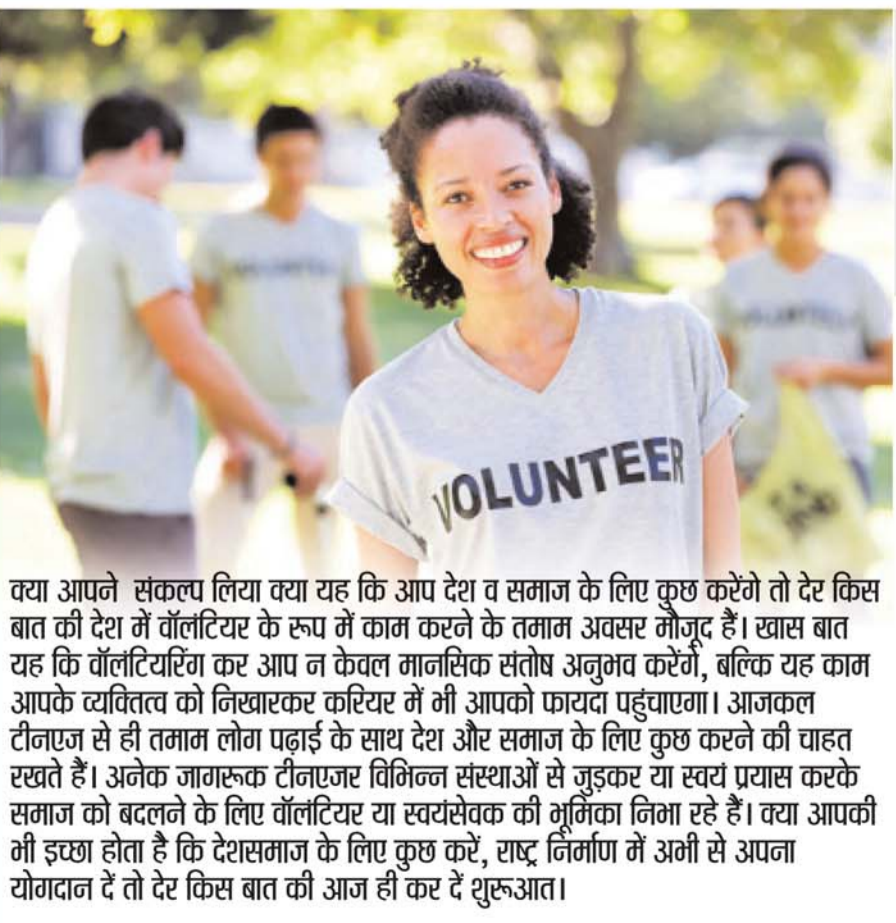 VOLUNTEER
क्या आपने संकल्प लिया क्या यह कि आप देश व समाज के लिए कुछ करेंगे तो देर किस
बात की देश में वॉलंटियर के रूप में काम करने के तमाम अवसर मौजूद हैं। खास बात
यह कि वॉलंटियरिंग कर आप न केवल मानसिक संतोष अनुभव करेंगे, बल्कि यह काम
आपके व्यक्तित्व को निखारकर करियर में भी आपको फायदा पहुंचाएगा। आजकल
टीनएज से ही तमाम लोग पढ़ाई के साथ देश और समाज के लिए कुछ करने की चाहत
रखते हैं। अनेक जागरूक टीनएजर विभिन्न संस्थाओं से जुड़कर या स्वयं प्रयास करके
समाज को बदलने के लिए वॉलंटियर या स्वयंसेवक की भूमिका निभा रहे हैं। क्या आपकी
भी इच्छा होता है कि देशसमाज के लिए कुछ करें, राष्ट्र निर्माण में अभी से अपना
योगदान दें तो देर किस बात की आज ही कर दें शुरूआत।